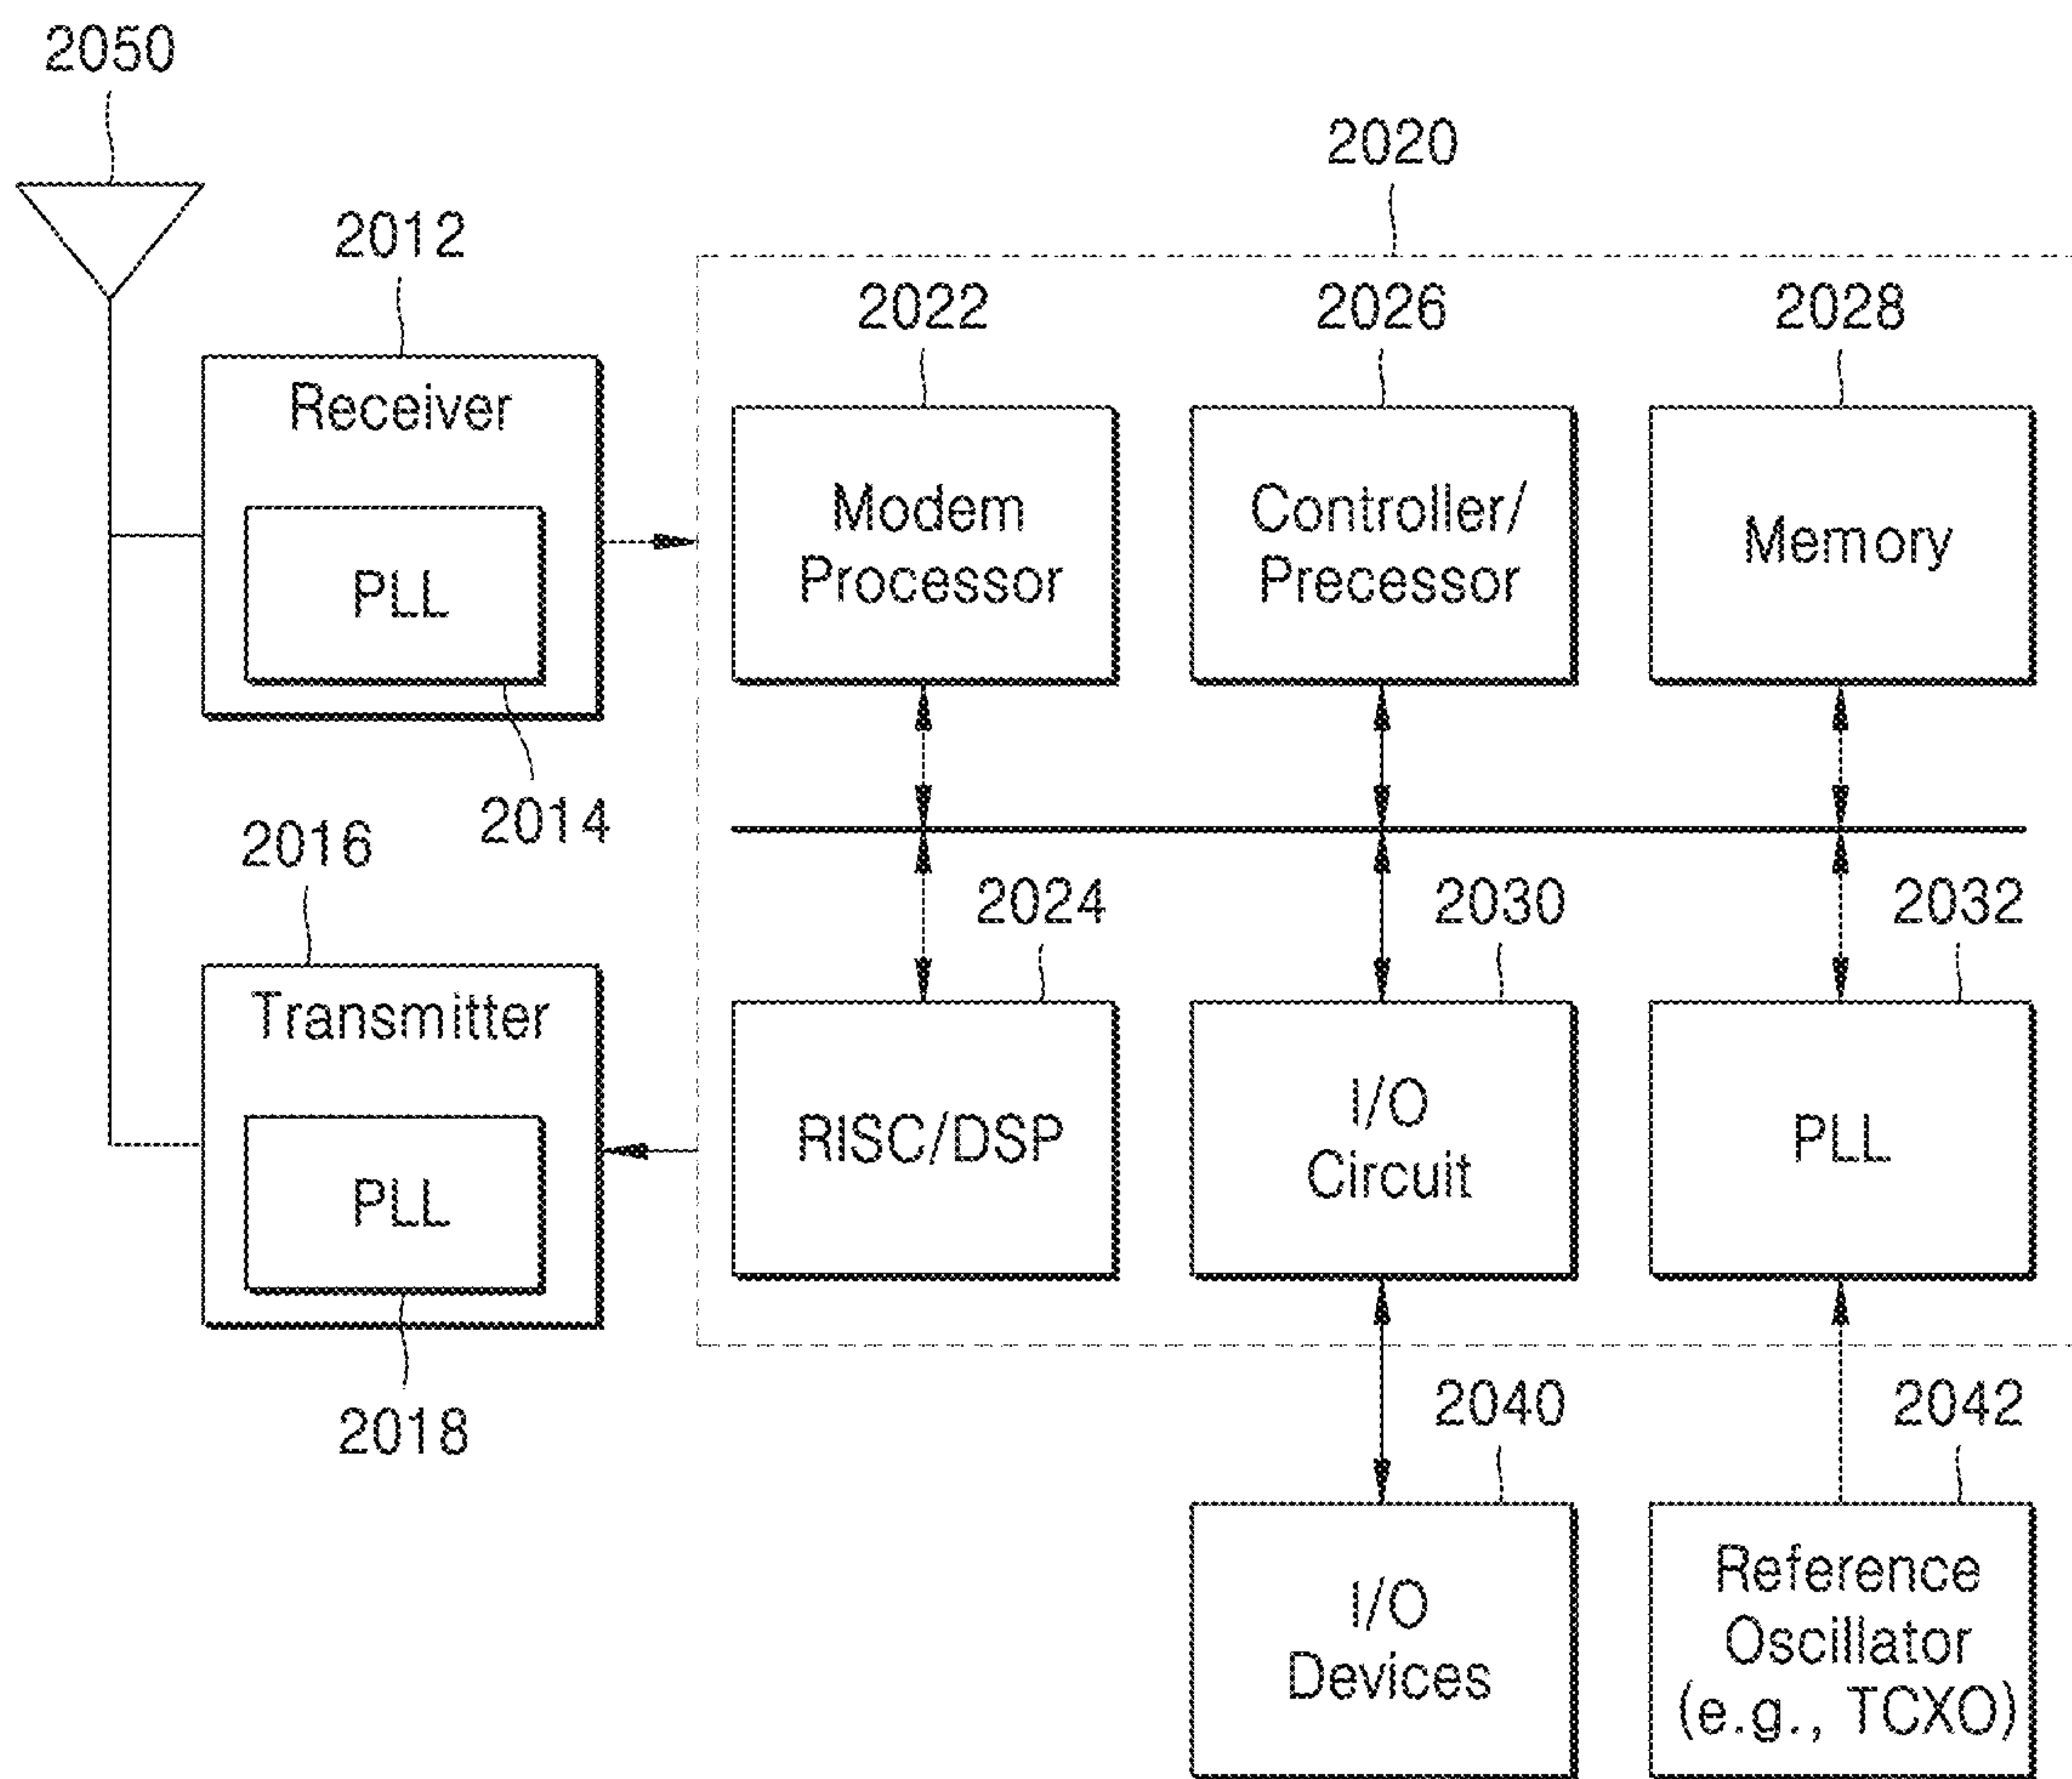 2050
2020
2012
2022
2026
2028
Receiver
PLL
Modem
Processor
Controller/
Precessor
Memory
2014
2016
2024
2030
2032
Transmitter
PLL
RISC/DSP
I/O
Circuit
PLL
2018
2040
2042
I/O
Devices
Reference
Oscillator
(e.g., TCXO)